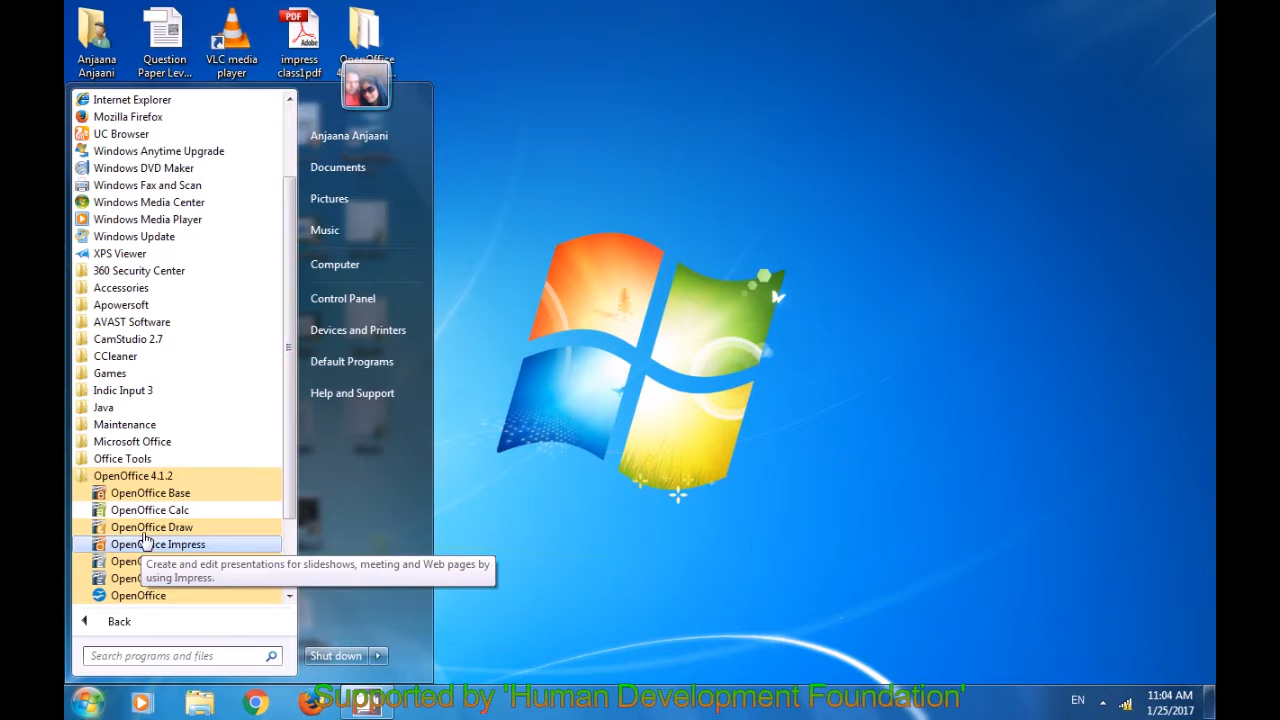 Anjaana
Anjaani
Question
Paper Lev...
VLC media
player
PDF
Adobe
impress
class1pdf
OpenOffice
Internet Explorer
Mozilla Firefox
UC Browser
Windows Anytime Upgrade
Windows DVD Maker
Windows Fax and Scan
Windows Media Center
Windows Media Player
Windows Update
XPS Viewer
360 Security Center
Accessories
Apowersoft
AVAST Software
CamStudio 2.7
CCleaner
Games
Indic Input 3
Java
Maintenance
Microsoft Office
Office Tools
OpenOffice 4.1.2
OpenOffice Base
OpenOffice Calc
OpenOffice Draw
OpenOffice Impress
Create and edit presentations for slideshows, meeting and Web pages by
using Impress.
OpenOffice
Back
Search programs and files
Anjaana Anjaani
Documents
Pictures
Music
Computer
Control Panel
Devices and Printers
Default Programs
Help and Support
Shut down
Supported by 'Human Development Foundation'
EN
11:04 AM
1/25/2017